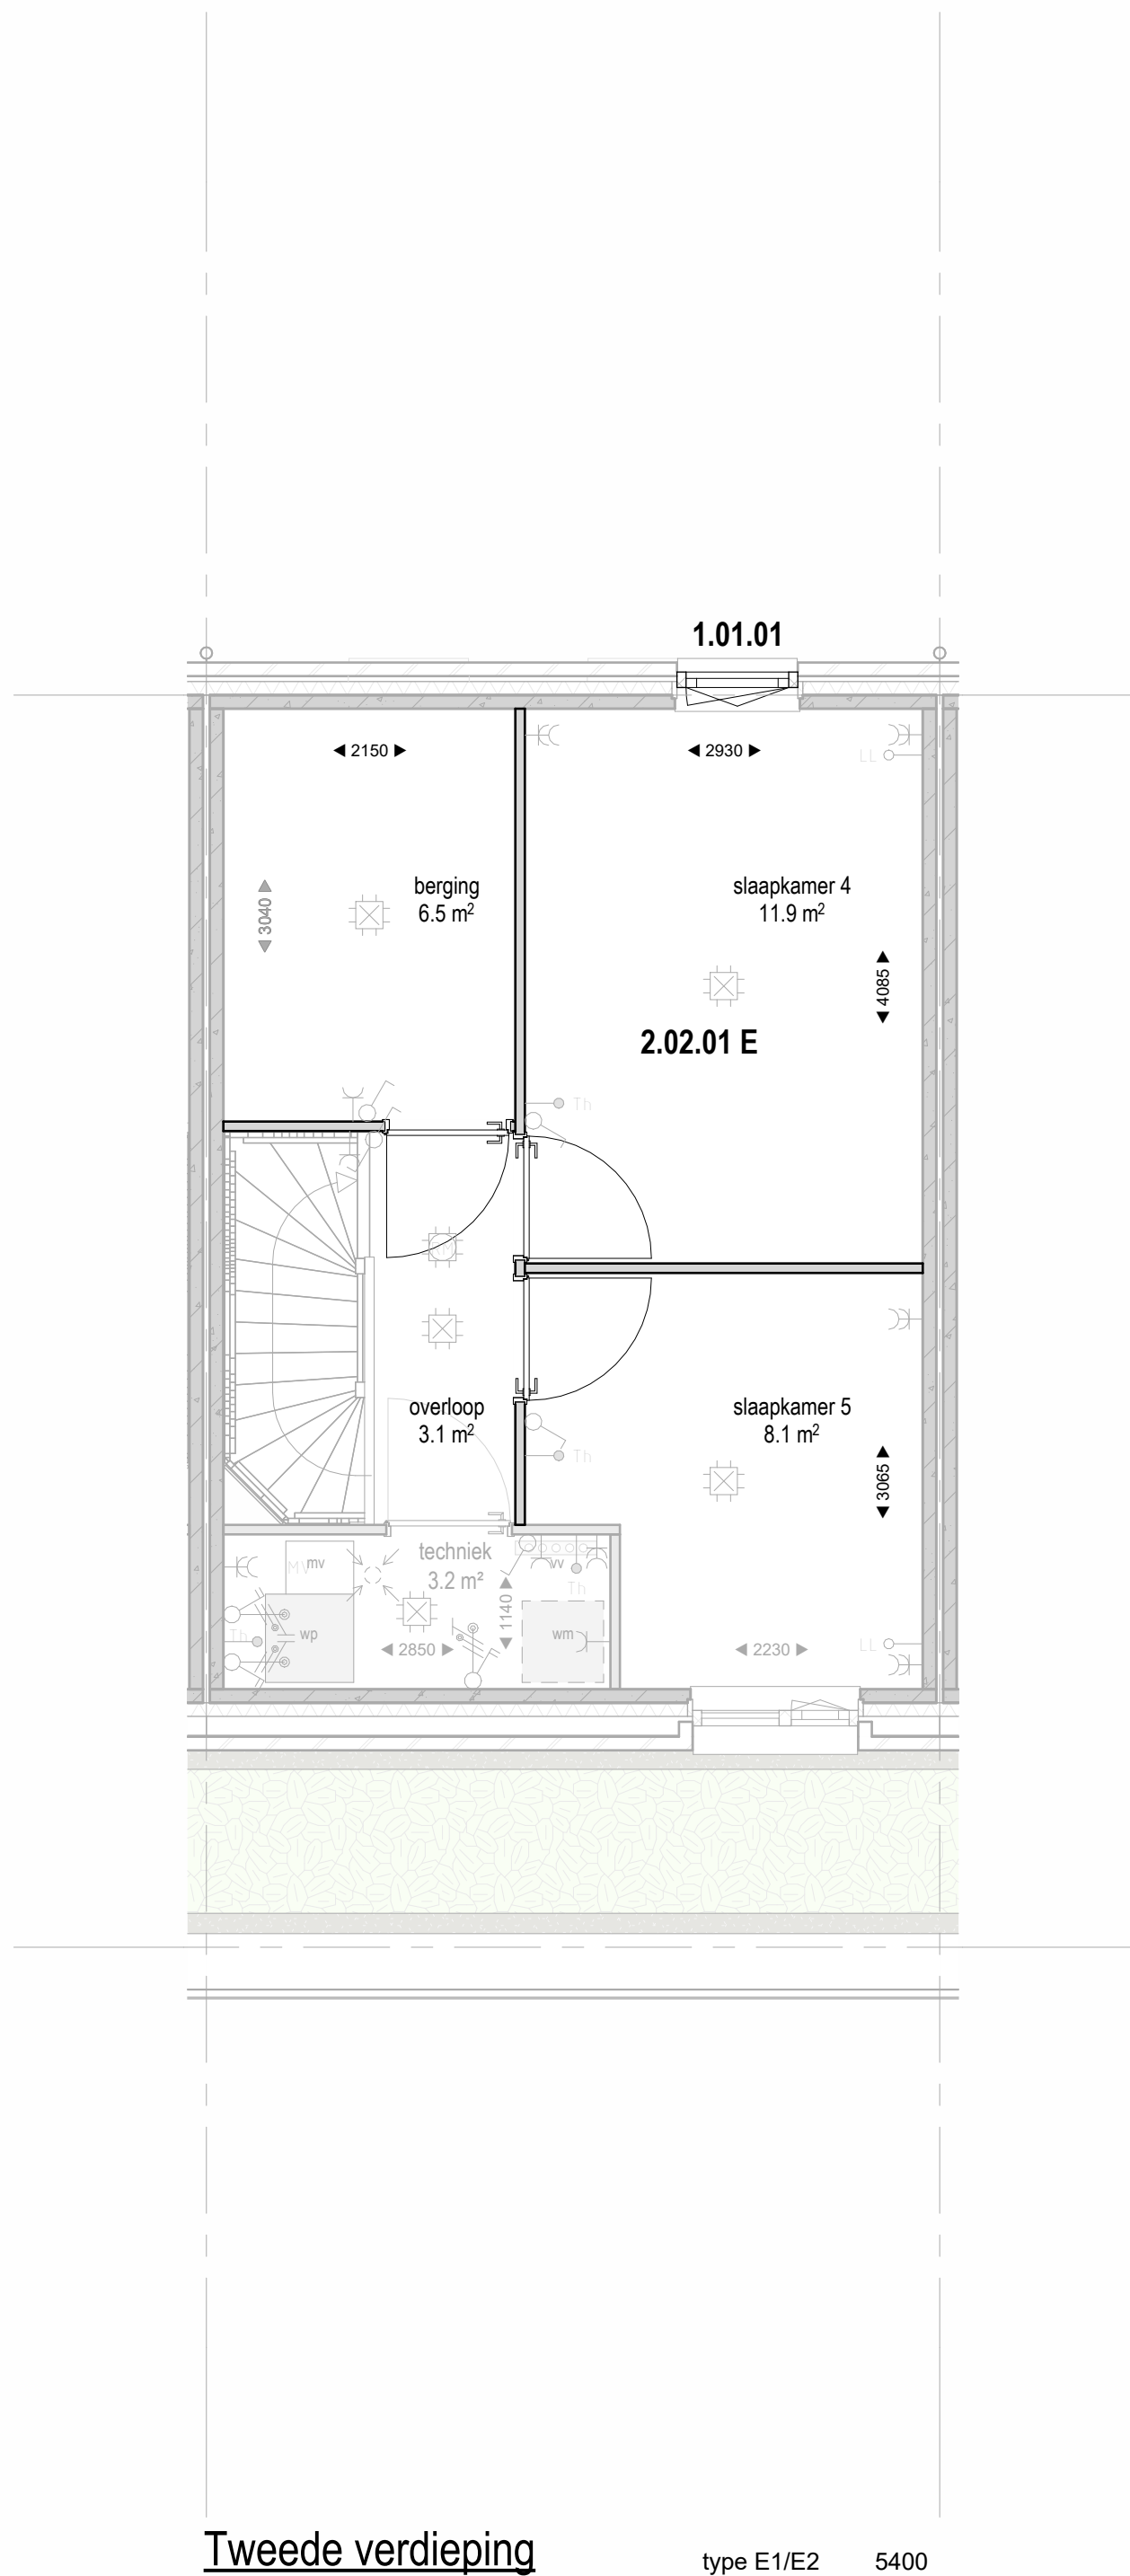 1.01.01
2150
2930
LL
berging
6.5 m²
slaapkamer 4
11.9 m²
3040
4085
2.02.01 E
Th
overloop
3.1 m²
slaapkamer 5
8.1 m²
Th
3065
techniek
3.2 m²
MV
mv
vv
Th
1140
Th
wp
wm
2850
2230
LL
Tweede verdieping
type E1/E2 5400